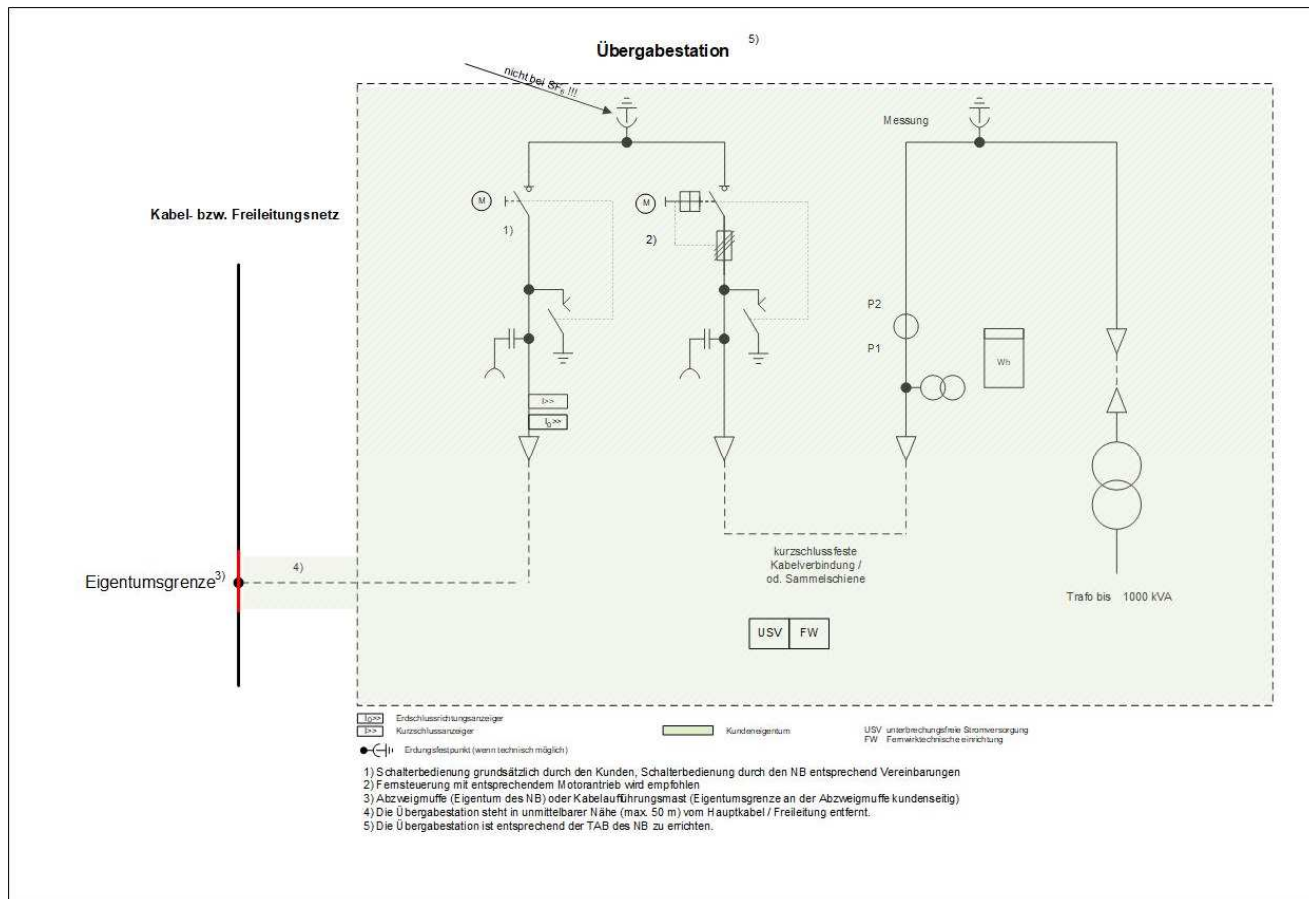 Übergabestation 5)
nicht bei SF6 !!!
Messung
M
M
Kabel- bzw. Freileitungsnetz
1)
2)
P2
P1
Wh
I>>
I0>>
kurzschlussfeste
Kabelverbindung /
od. Sammelschiene
4)
Eigentumsgrenze3)
Trafo bis 1000 kVA
USV FW
I0>> Erdschlussrichtungsanzeiger
I>> Kurzschlussanzeiger
Kundeneigentum
USV unterbrechungsfreie Stromversorgung
FW Fernwirktechnische einrichtung
Erdungsfestpunkt (wenn technisch möglich)
1) Schalterbedienung grundsätzlich durch den Kunden, Schalterbedienung durch den NB entsprechend Vereinbarungen
2) Fernsteuerung mit entsprechendem Motorantrieb wird empfohlen
3) Abzweigmuffe (Eigentum des NB) oder Kabelaufführungsmast (Eigentumsgrenze an der Abzweigmuffe kundenseitig)
4) Die Übergabestation steht in unmittelbarer Nähe (max. 50 m) vom Hauptkabel / Freileitung entfernt.
5) Die Übergabestation ist entsprechend der TAB des NB zu errichten.